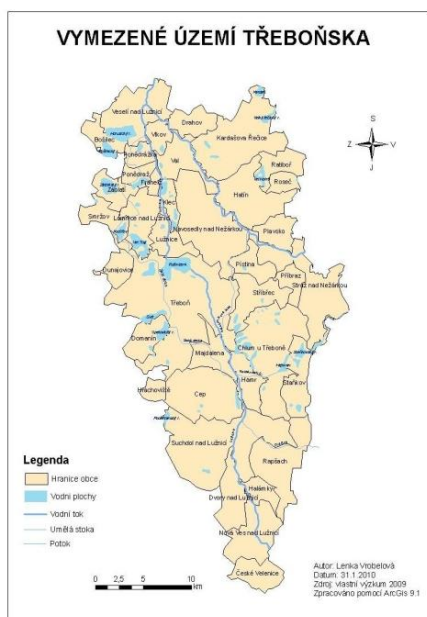 VYMEZENÉ ÚZEMÍ TŘEBOŇSKA
S
Z V
J
Veselí nad Lužnicí
Drahov
Kardašova Řečice
Vlkov
Bošilec
Val
Ponědrážka
Ratiboř
Roseč
Ponědraž
Frahelž
Hatín
Záblatí
Klec
Smržov
Lomnice nad Lužnicí
Novosedly nad Nežárkou
Plavsko
Lužnice
Dunajovice
Pístina
Příbraz
Stráž nad Nežárkou
Stříbřec
Třeboň
Domanín
Majdalena
Chlum u Třeboně
Hamr
Staňkov
Hrachoviště
Cep
Suchdol nad Lužnicí
Rapšach
Halámky
Dvory nad Lužnicí
Nová Ves nad Lužnicí
České Velenice
Legenda
Hranice obce
Vodní plochy
Vodní tok
Umělá stoka
Potok
0 2,5 5 10
km
Autor: Lenka Vrobelová
Datum: 31.1.2010
Zdroj: vlastní výzkum 2009
Zpracováno pomocí ArcGis 9.1